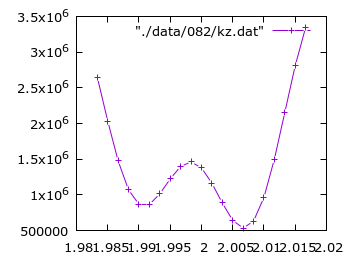 3.5x10^6
"./data/082/kz.dat"
3x10^6
2.5x10^6
2x10^6
1.5x10^6
1x10^6
500000
1.98 1.985 1.99 1.995 2 2.005 2.01 2.015 2.02